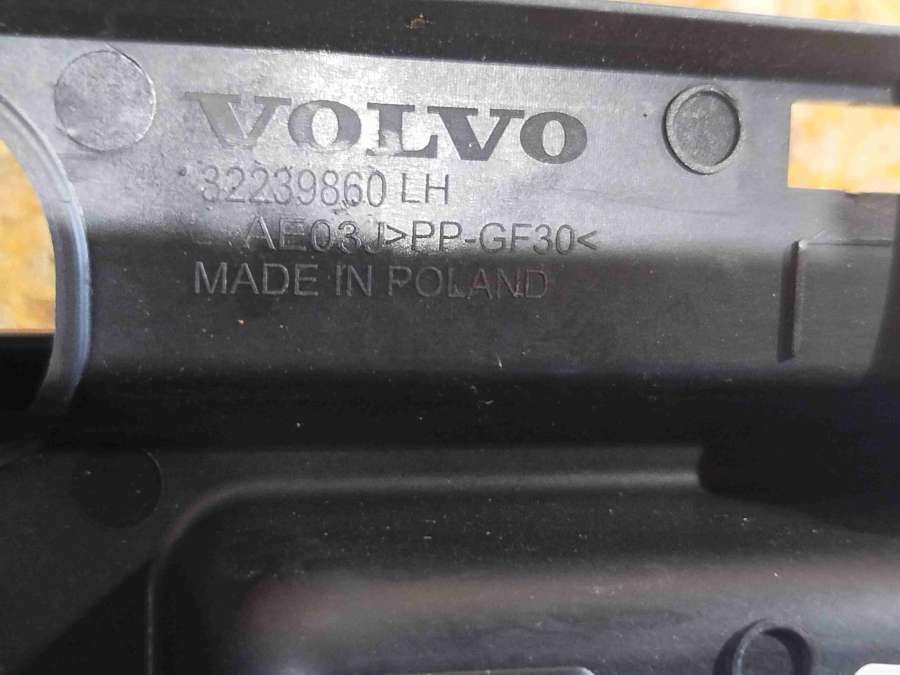 VOLVO
32239860 LH
AE03J>PP-GF30<
MADE IN POLAND